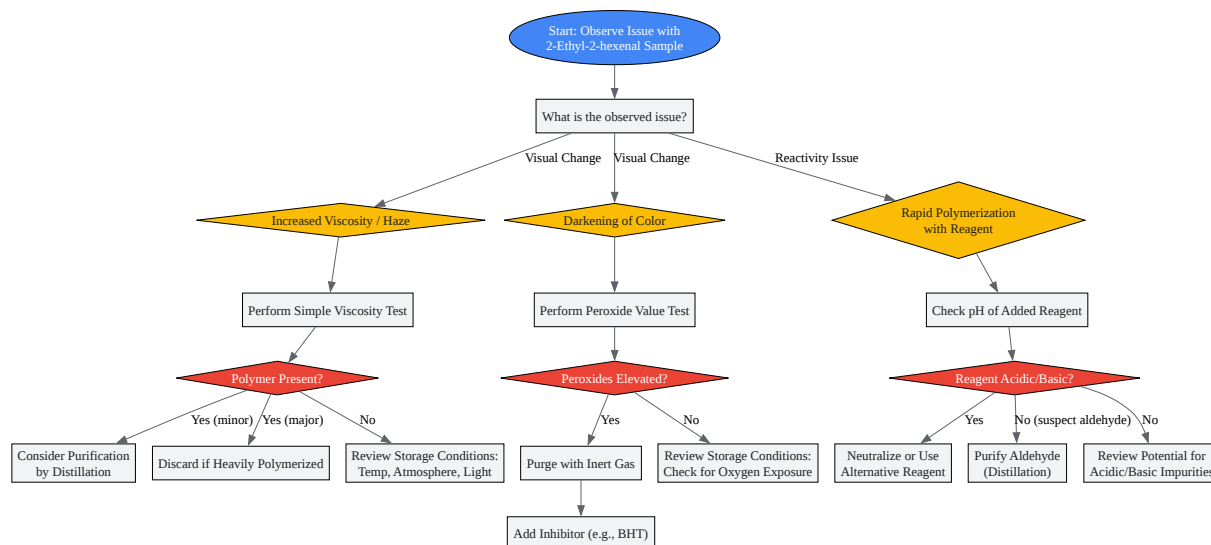 Start: Observe Issue with
2-Ethyl-2-hexenal Sample
What is the observed issue?
Visual Change
Visual Change
Reactivity Issue
Increased Viscosity / Haze
Darkening of Color
Rapid Polymerization
with Reagent
Perform Simple Viscosity Test
Perform Peroxide Value Test
Check pH of Added Reagent
Polymer Present?
Peroxides Elevated?
Reagent Acidic/Basic?
Yes (minor)
Yes (major)
No
Yes
No
Yes
No (suspect aldehyde)
No
Consider Purification
by Distillation
Discard if Heavily Polymerized
Review Storage Conditions:
Temp, Atmosphere, Light
Purge with Inert Gas
Review Storage Conditions:
Check for Oxygen Exposure
Neutralize or Use
Alternative Reagent
Purify Aldehyde
(Distillation)
Review Potential for
Acidic/Basic Impurities
Add Inhibitor (e.g., BHT)